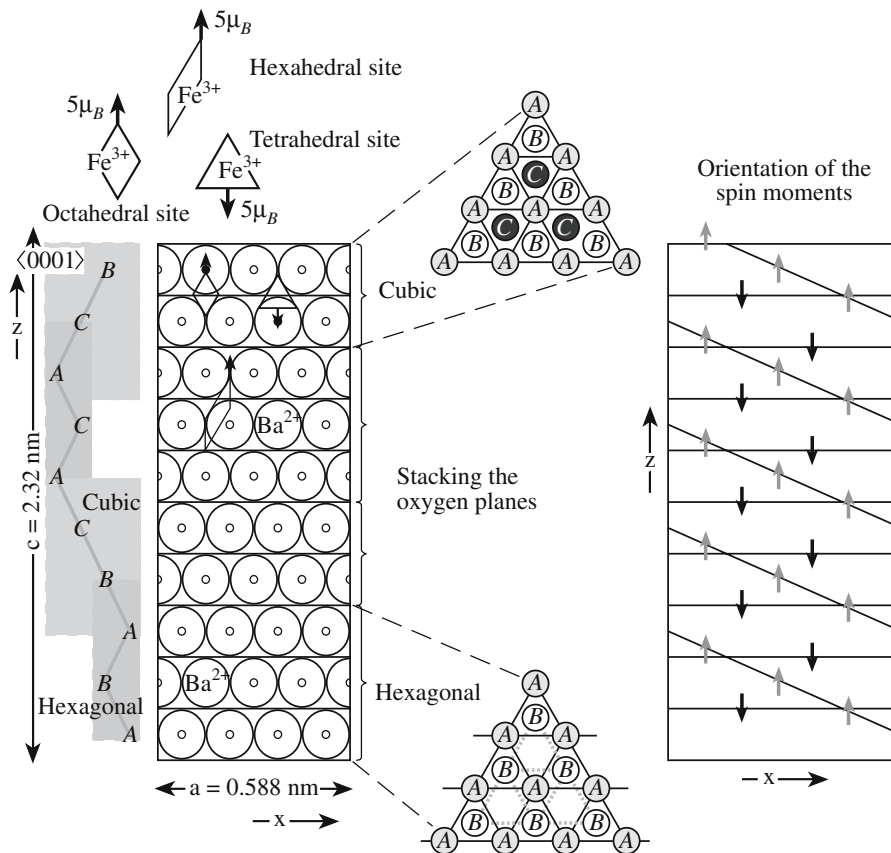 5μB
Hexahedral site
Fe3+
5μB
Tetrahedral site
Fe3+
Fe3+
Octahedral site
5μB
A
B
A
A
C
B
B
A
A
A
C
C
B
B
B
A
A
A
A
Orientation of the
spin moments
⟨0001⟩
z
c = 2.32 nm
B
C
A
C
A
Cubic
C
B
A
B
Hexagonal
A
Cubic
Ba2+
Stacking the
oxygen planes
Ba2+
Hexagonal
a = 0.588 nm
x
A
B
A
A
B
B
A
A
A
B
B
B
A
A
A
A
z
x